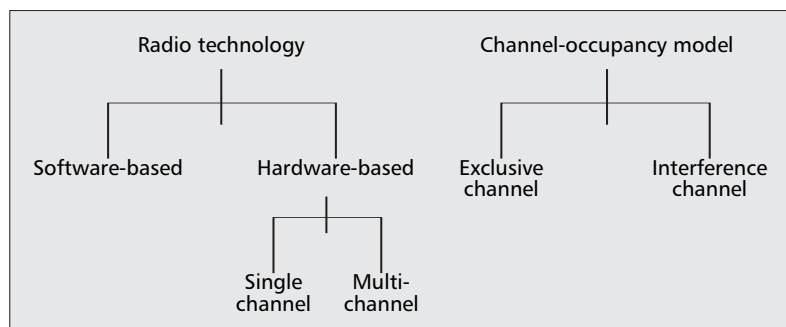 Radio technology
Channel-occupancy model
Software-based
Hardware-based
Exclusive
channel
Interference
channel
Single
channel
Multi-
channel